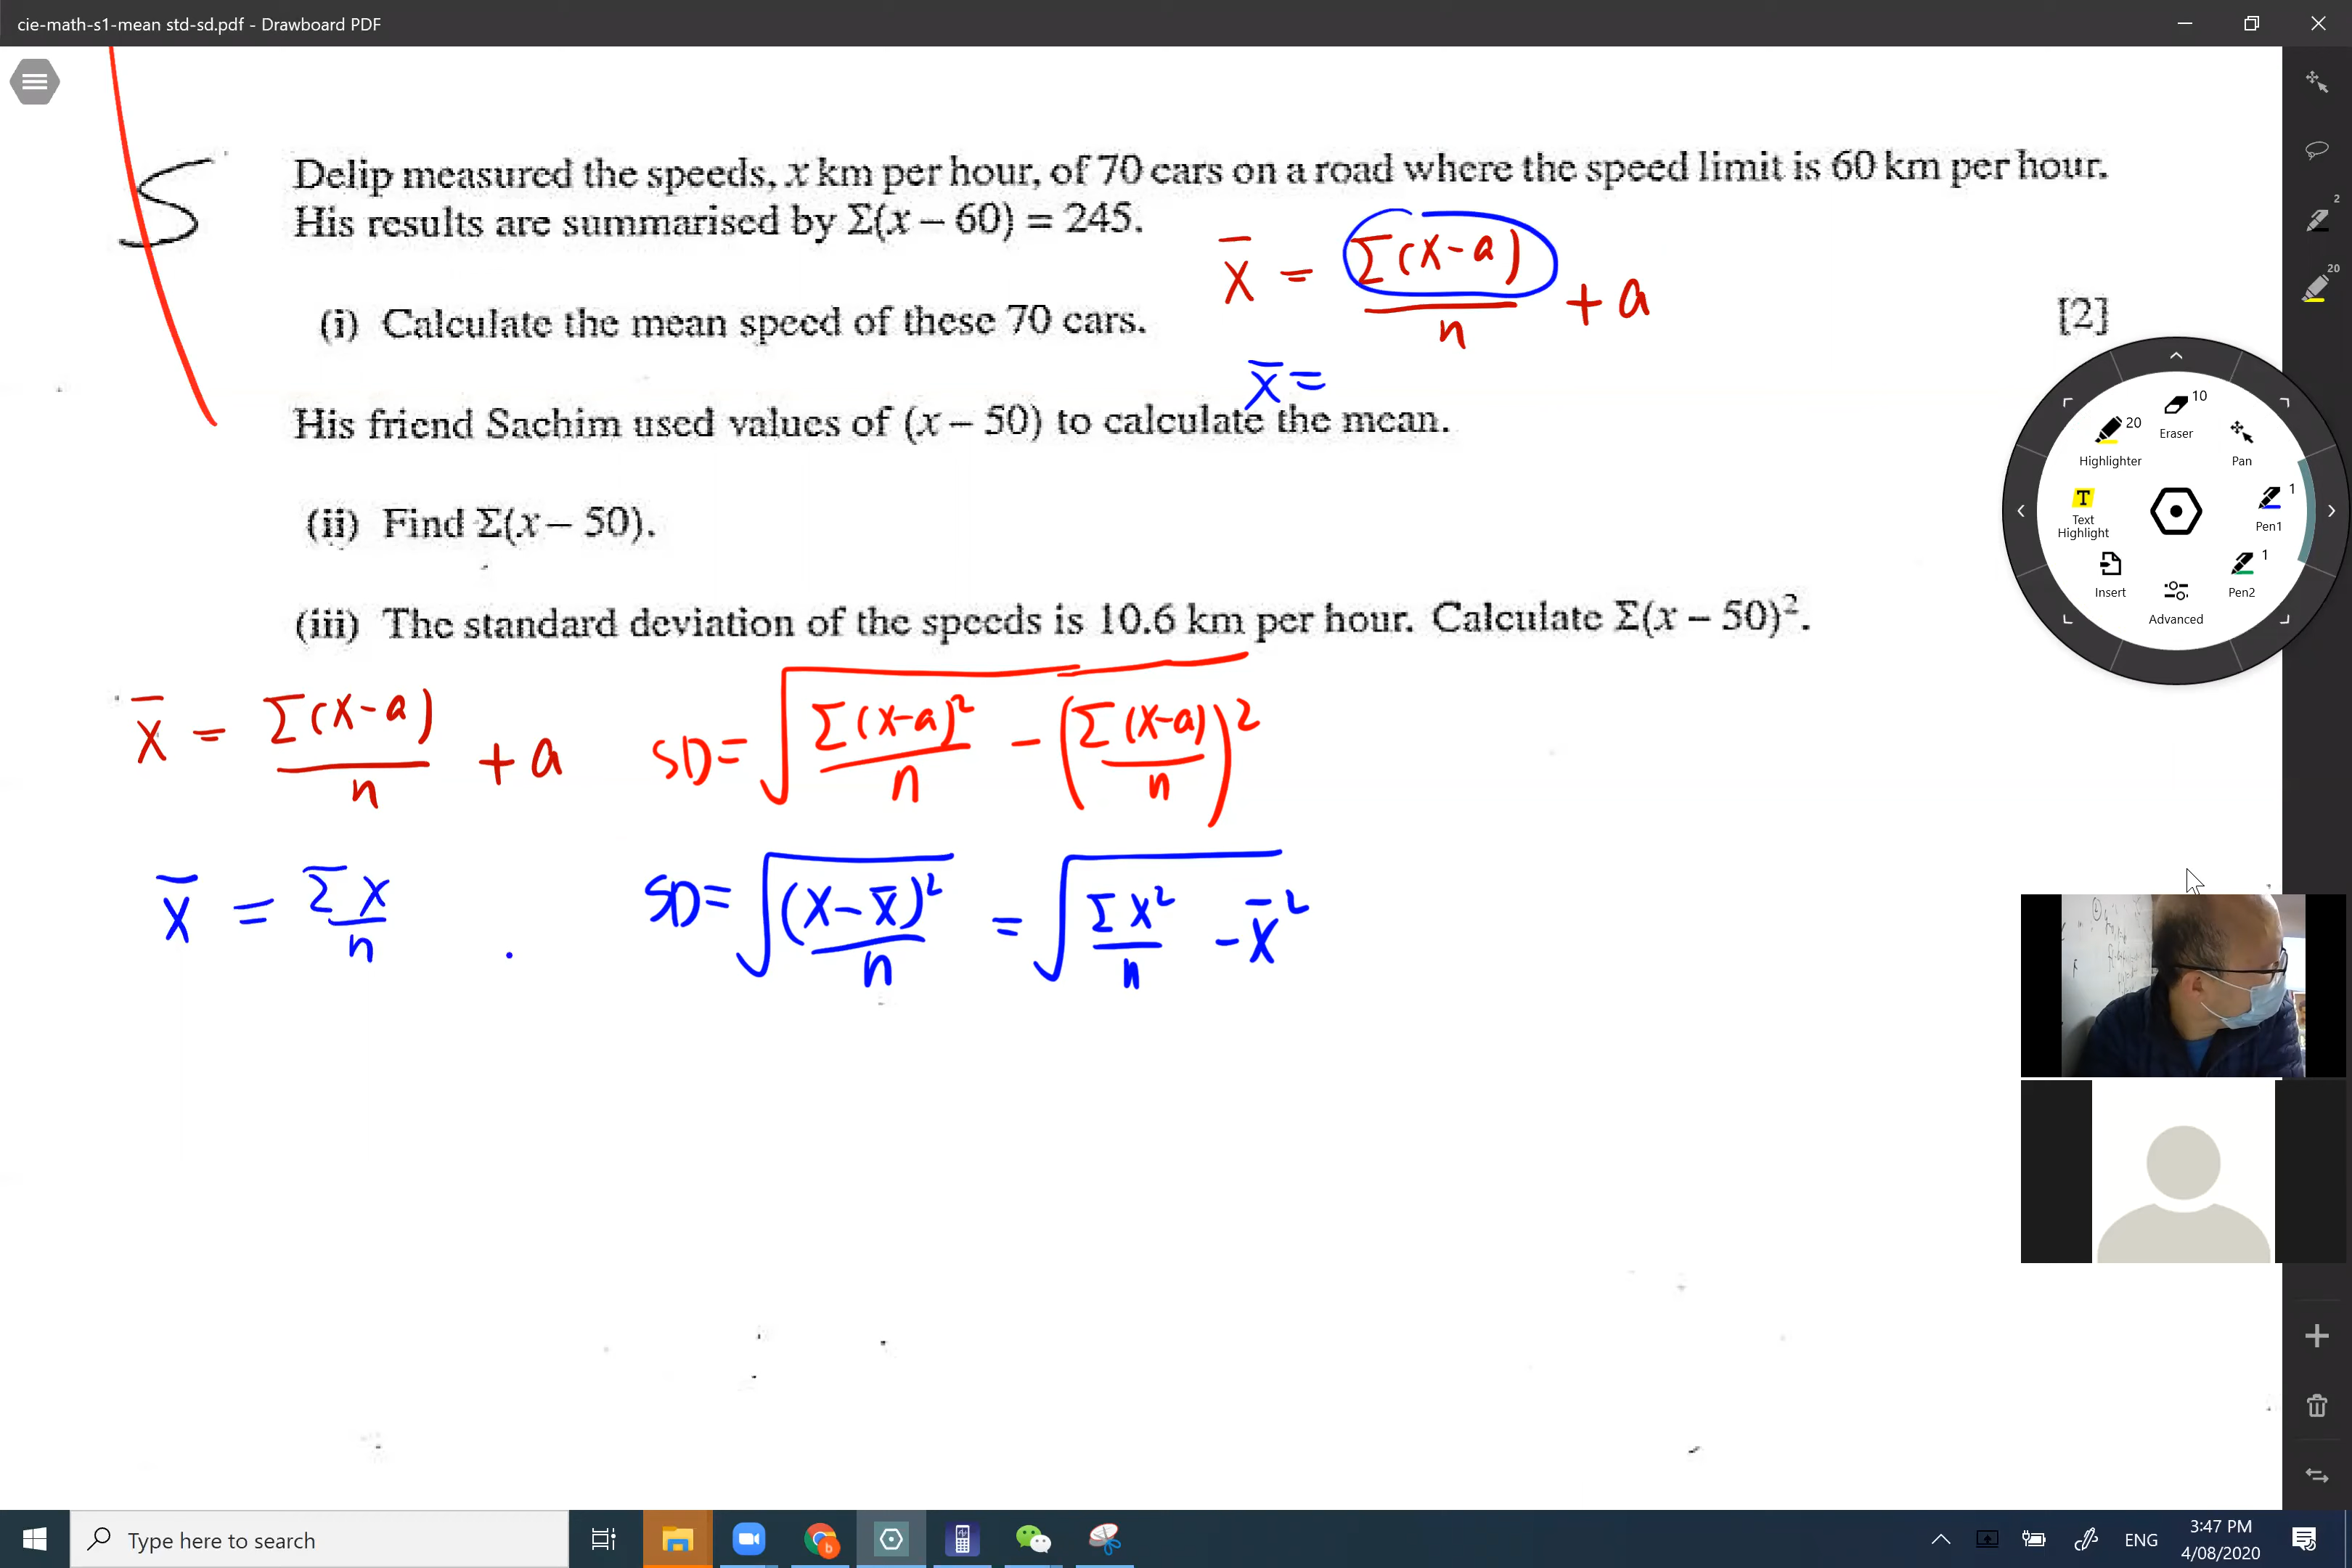 cie-math-s1-mean std-sd.pdf - Drawboard PDF
5 Delip measured the speeds, x km per hour, of 70 cars on a road where the speed limit is 60 km per hour.
His results are summarised by Σ(x – 60) = 245.
x̄ = Σ(x-a)/n + a
(i) Calculate the mean speed of these 70 cars. [2]
x̄ =
His friend Sachim used values of (x – 50) to calculate the mean.
(ii) Find Σ(x – 50).
(iii) The standard deviation of the speeds is 10.6 km per hour. Calculate Σ(x – 50)².
x̄ = Σ(x-a)/n + a SD = √(Σ(x-a)²/n - (Σ(x-a)/n)²)
x̄ = Σx/n . SD = √((x-x̄)²/n) = √(Σx²/n - x̄²)
2
20
10
Eraser
20
Highlighter
Pan
T
Text
Highlight
1
Pen1
Insert
1
Pen2
Advanced
Type here to search
ENG
3:47 PM
4/08/2020